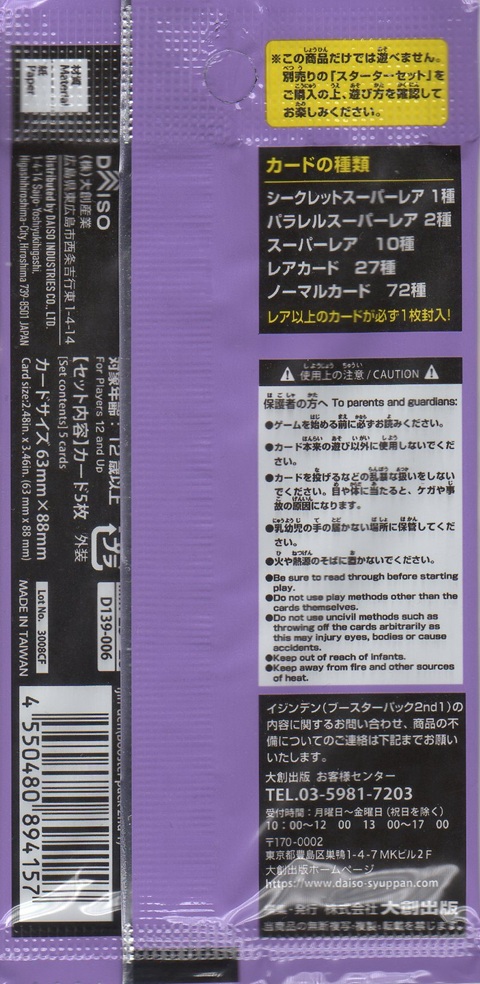 ※この商品だけでは遊べません。
別売りの「スターター・セット」を
ご購入の上、遊び方を確認して
お楽しみください。
カードの種類
シークレットスーパーレア 1種
パラレルスーパーレア 2種
スーパーレア 10種
レアカード 27種
ノーマルカード 72種
レア以上のカードが必ず1枚封入!
使用上の注意/CAUTION
保護者の方へ To parents and guardians:
●ゲームを始める前に必ずお読みください。
●カード本来の遊び以外に使用しないでくだ
さい。
●カードを投げるなどの乱暴な扱いをしない
でください。目や体に当たると、ケガや事
故の原因になります。
●乳幼児の手の届かない場所に保管してくだ
さい。
●火や熱源のそばに置かないでください。
●Be sure to read through before starting
play.
●Do not use play methods other than the
cards themselves.
●Do not use uncivil methods such as
throwing off the cards arbitrarily as
this may injury eyes, bodies or cause
accidents.
●Keep out of reach of infants.
●Keep away from fire and other sources
of heat.
イジンデン(ブースターパック2nd1)の
内容に関するお問い合わせ、商品の不
備についてのご連絡は下記までお願い
いたします。
大創出版 お客様センター
TEL.03-5981-7203
受付時間:月曜日〜金曜日(祝日を除く)
10:00〜12 00 13 00〜17 00
〒170-0002
東京都豊島区巣鴨1-4-7 MKビル2F
大創出版ホームページ
https://www.daiso-syuppan.com
発行 株式会社 大創出版
当商品の無断複写・複製・転載を禁じます
材質
Material
紙
Paper
DAISO
(株)大創産業
広島県東広島市西条吉行東1-4-14
Distributed by DAISO INDUSTRIES CO., LTD.
1-4-14 Saijo-Yoshiyukihigashi,
Higashihiroshima-City, Hiroshima 739-8501 JAPAN
対象年齢:12歳以上
For Players 12 and Up
【セット内容】カード5枚
[Set contents] 5 cards
カードサイズ 63mm×88mm
Card size:2.48in. x 3.46in. (63 mm x 88 mm)
外装
プラ
D139-006
Lot No. 3008CF
MADE IN TAIWAN
4 550480 894157